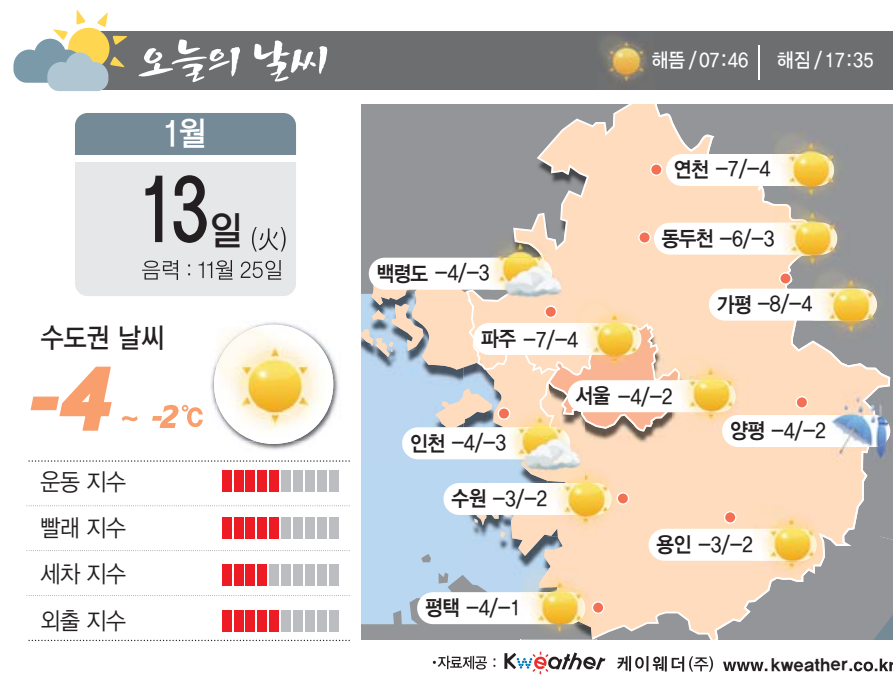 오늘의 날씨
해뜸 / 07:46 | 해짐 / 17:35
1월
13일 (火)
음력 : 11월 25일
수도권 날씨
-4 ~ -2℃
운동 지수
빨래 지수
세차 지수
외출 지수
연천 -7/-4
동두천 -6/-3
백령도 -4/-3
가평 -8/-4
파주 -7/-4
서울 -4/-2
양평 -4/-2
인천 -4/-3
수원 -3/-2
용인 -3/-2
평택 -4/-1
·자료제공 : Kweather 케이웨더(주) www.kweather.co.kr